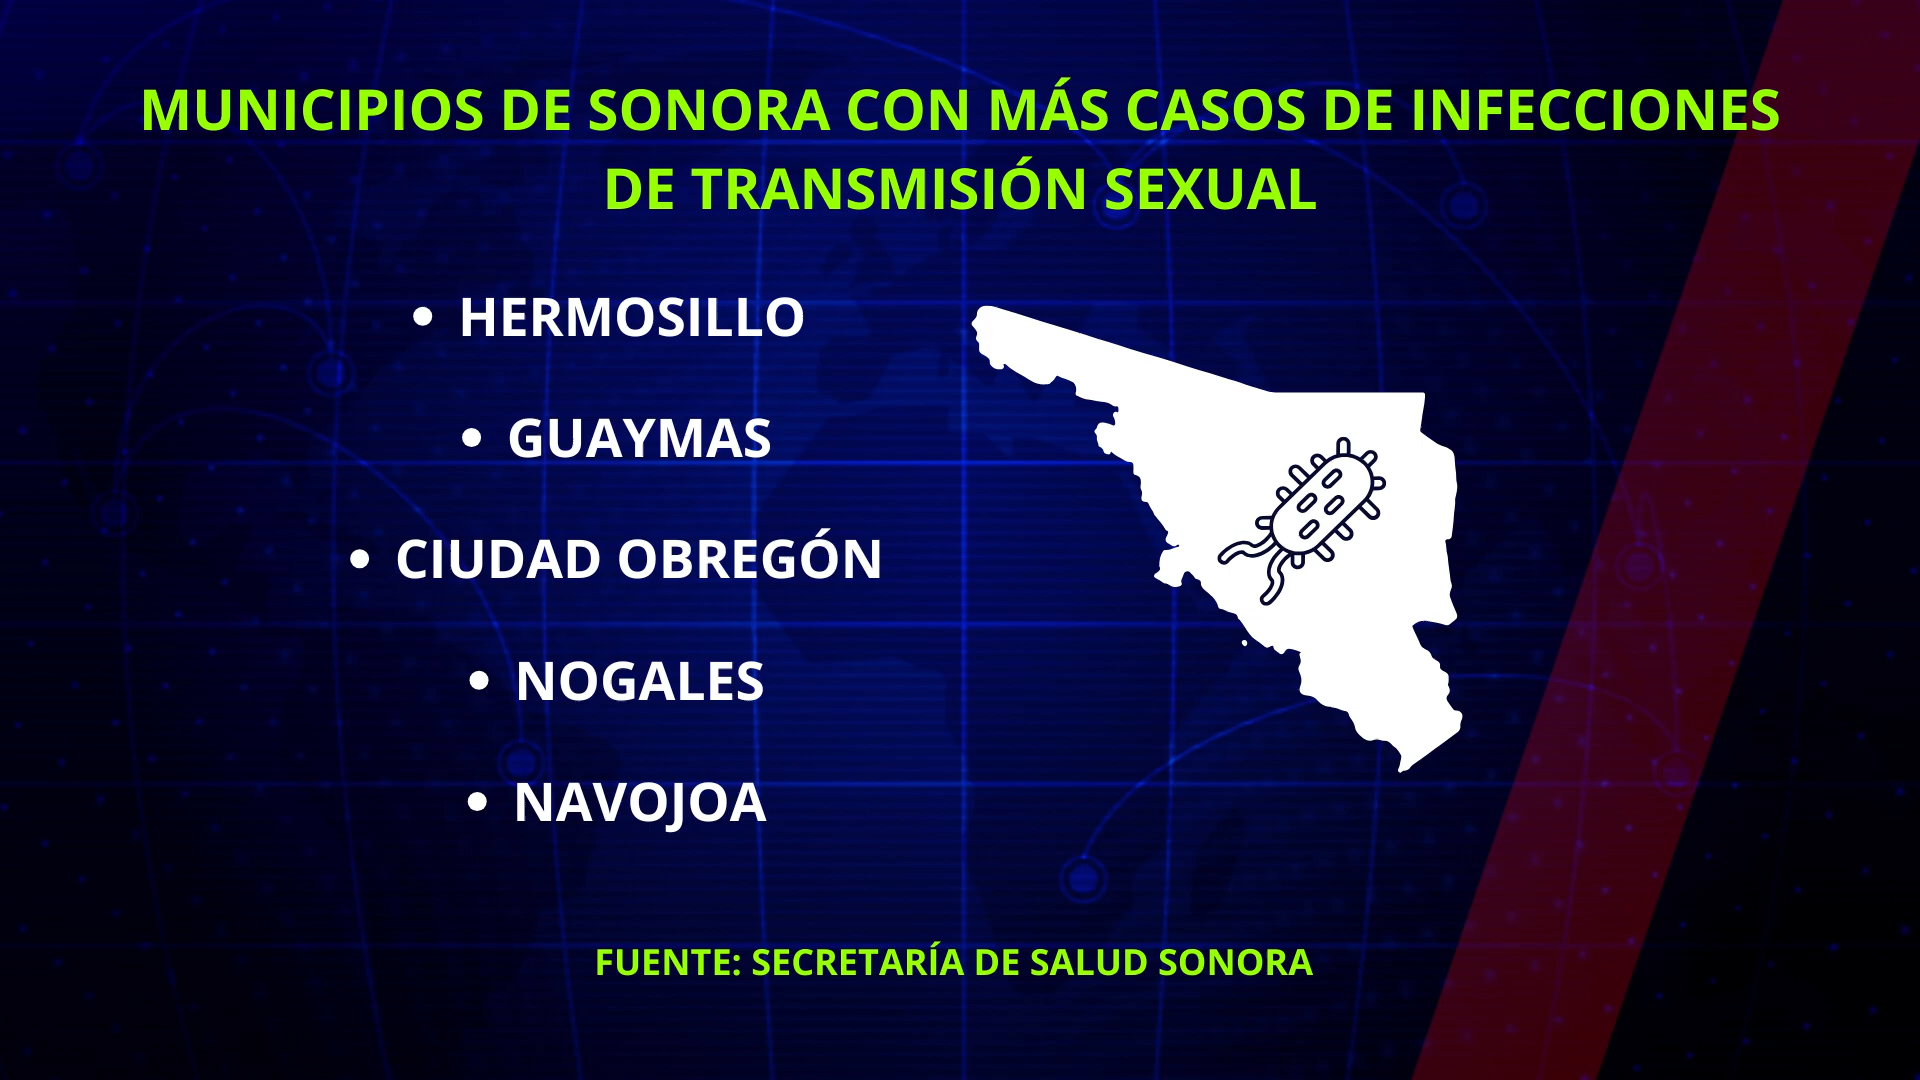 MUNICIPIOS DE SONORA CON MÁS CASOS DE INFECCIONES
DE TRANSMISIÓN SEXUAL
• HERMOSILLO
• GUAYMAS
• CIUDAD OBREGÓN
• NOGALES
• NAVOJOA
FUENTE: SECRETARÍA DE SALUD SONORA